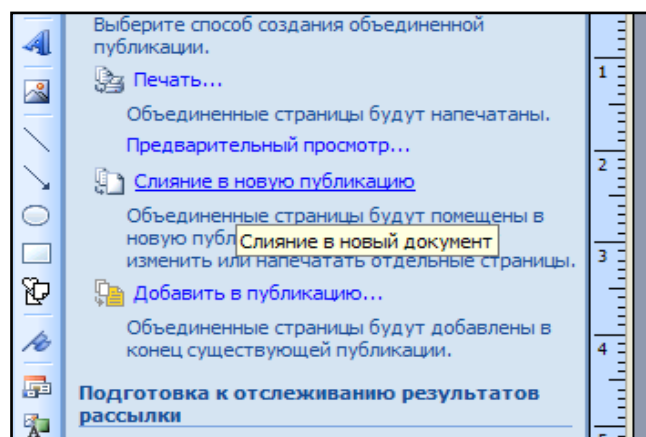 Выберите способ создания объединенной
публикации.
Печать...
Объединенные страницы будут напечатаны.
Предварительный просмотр...
Слияние в новую публикацию
Объединенные страницы будут помещены в
новую публ
Слияние в новый документ
изменить или напечатать отдельные страницы.
Добавить в публикацию...
Объединенные страницы будут добавлены в
конец существующей публикации.
Подготовка к отслеживанию результатов
рассылки
1
2
3
4